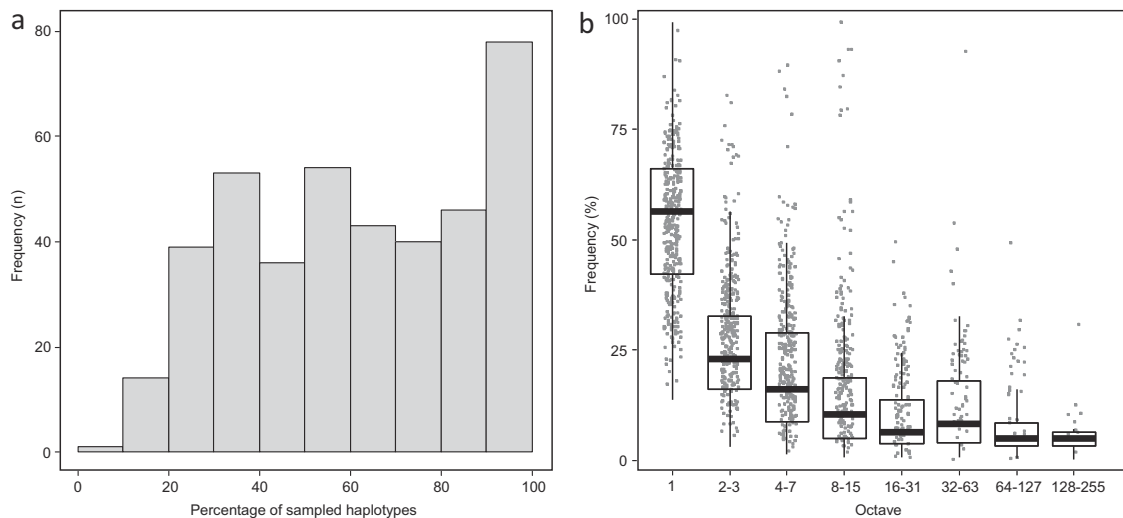 a
80
60
40
20
0
Frequency (n)
0 20 40 60 80 100
Percentage of sampled haplotypes
b
100
75
50
25
0
Frequency (%)
1 2-3 4-7 8-15 16-31 32-63 64-127 128-255
Octave